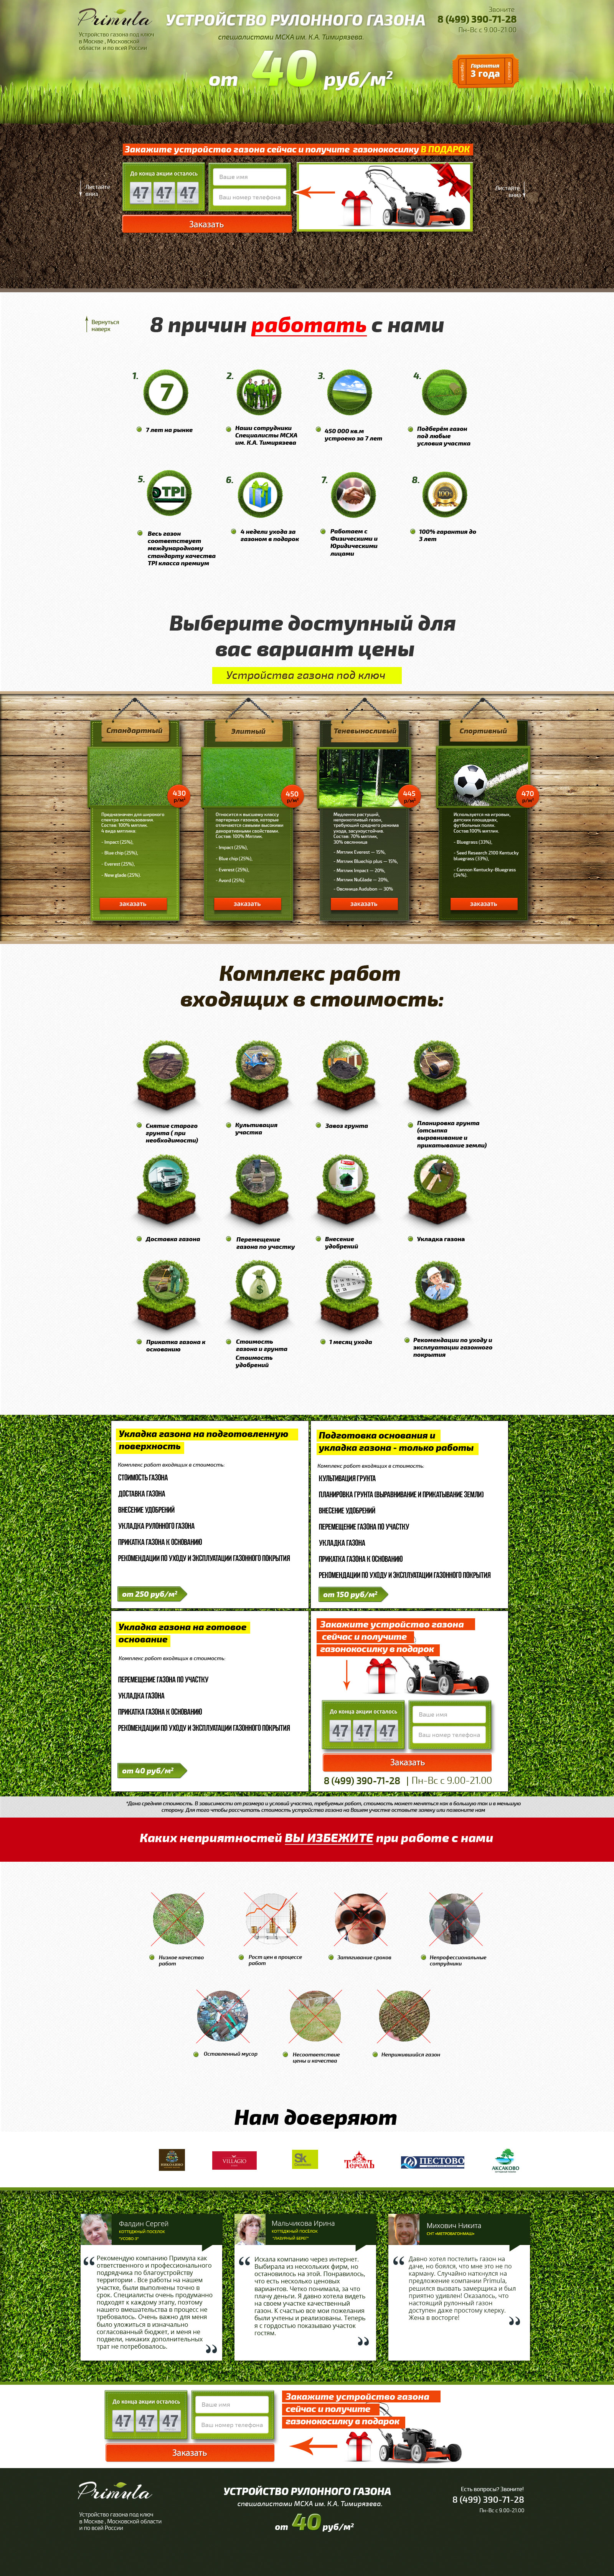 Primula
Устройство газона под ключ
в Москве , Московской
области и по всей России
УСТРОЙСТВО РУЛОННОГО ГАЗОНА
специалистами МСХА им. К.А. Тимирязева.
от 40 руб/м²
Звоните
8 (499) 390-71-28
Пн-Вс с 9.00-21.00
Гарантия
3 года
Закажите устройство газона сейчас и получите газонокосилку В ПОДАРОК
Листайте
вниз
До конца акции осталось
47 47 47
Ваше имя
Ваш номер телефона
Заказать
Листайте
вниз
Вернуться
наверх
8 причин работать с нами
1.
7
7 лет на рынке
2.
Наши сотрудники
Специалисты МСХА
им. К.А. Тимирязева
3.
450 000 кв.м
устроено за 7 лет
4.
Подберём газон
под любые
условия участка
5.
TPI
Весь газон
соответствует
международному
стандарту качества
TPI класса премиум
6.
4 недели ухода за
газоном в подарок
7.
Работаем с
Физическими и
Юридическими
лицами
8.
100%
100% гарантия до
3 лет
Выберите доступный для
вас вариант цены
Устройства газона под ключ
Стандартный
430
р/м²
Предназначен для широкого
спектра использования.
Состав: 100% мятлик.
4 вида мятлика:
- Impact (25%),
- Blue chip (25%),
- Everest (25%),
- New glade (25%)
заказать
Элитный
450
р/м²
Относится к высшему классу
партерных газонов, которые
отличаются самыми высокими
декоративными свойствами.
Состав: 100% Мятлик:
- Impact (25%),
- Blue chip (25%),
- Everest (25%),
- Award (25%)
заказать
Теневыносливый
445
р/м²
Медленно растущий,
неприхотливый газон,
требующий среднего режима
ухода, засухоустойчив.
Состав: 70% мятлик,
30% овсяница
- Мятлик Everest — 15%,
- Мятлик Bluechip plus — 15%,
- Мятлик Impact — 20%,
- Мятлик NuGlade — 20%,
- Овсяница Audubon — 30%
заказать
Спортивный
470
р/м²
Используется на игровых,
детских площадках,
футбольных полях.
Состав:100% мятлик.
- Bluegrass (33%),
- Seed Research 2100 Kentucky
bluegrass (33%),
- Cannon Kentucky-Bluegrass
(34%).
заказать
Комплекс работ
входящих в стоимость:
Снятие старого
грунта ( при
необходимости)
Культивация
участка
Завоз грунта
Планировка грунта
(отсыпка
выравнивание и
прикатывание земли)
Доставка газона
Перемещение
газона по участку
Внесение
удобрений
Укладка газона
Прикатка газона к
основанию
Стоимость
газона и грунта
Стоимость
удобрений
1 месяц ухода
Рекомендации по уходу и
эксплуатации газонного
покрытия
Укладка газона на подготовленную
поверхность
Комплекс работ входящих в стоимость:
СТОИМОСТЬ ГАЗОНА
ДОСТАВКА ГАЗОНА
ВНЕСЕНИЕ УДОБРЕНИЙ
УКЛАДКА РУЛОННОГО ГАЗОНА
ПРИКАТКА ГАЗОНА К ОСНОВАНИЮ
РЕКОМЕНДАЦИИ ПО УХОДУ И ЭКСПЛУАТАЦИИ ГАЗОННОГО ПОКРЫТИЯ
от 250 руб/м²
Подготовка основания и
укладка газона - только работы
Комплекс работ входящих в стоимость:
КУЛЬТИВАЦИЯ ГРУНТА
ПЛАНИРОВКА ГРУНТА (ВЫРАВНИВАНИЕ И ПРИКАТЫВАНИЕ ЗЕМЛИ)
ВНЕСЕНИЕ УДОБРЕНИЙ
ПЕРЕМЕЩЕНИЕ ГАЗОНА ПО УЧАСТКУ
УКЛАДКА ГАЗОНА
ПРИКАТКА ГАЗОНА К ОСНОВАНИЮ
РЕКОМЕНДАЦИИ ПО УХОДУ И ЭКСПЛУАТАЦИИ ГАЗОННОГО ПОКРЫТИЯ
от 150 руб/м²
Укладка газона на готовое
основание
Комплекс работ входящих в стоимость:
ПЕРЕМЕЩЕНИЕ ГАЗОНА ПО УЧАСТКУ
УКЛАДКА ГАЗОНА
ПРИКАТКА ГАЗОНА К ОСНОВАНИЮ
РЕКОМЕНДАЦИИ ПО УХОДУ И ЭКСПЛУАТАЦИИ ГАЗОННОГО ПОКРЫТИЯ
от 40 руб/м²
Закажите устройство газона
сейчас и получите
газонокосилку в подарок
До конца акции осталось
47 47 47
Ваше имя
Ваш номер телефона
Заказать
8 (499) 390-71-28 | Пн-Вс с 9.00-21.00
*Дана средняя стоимость. В зависимости от размера и условий участка, требуемых работ, стоимость может меняться как в большую так и в меньшую
сторону. Для того чтобы рассчитать стоимость устройства газона на Вашем участке оставьте заявку или позвоните нам
Каких неприятностей ВЫ ИЗБЕЖИТЕ при работе с нами
Низкое качество
работ
Рост цен в процессе
работ
Затягивание сроков
Непрофессиональные
сотрудники
Оставленный мусор
Несоответствие
цены и качества
Неприжившийся газон
Нам доверяют
VILLAGIO
Sk
Теремъ
ПЕСТОВО
АКСАКОВО
Фалдин Сергей
КОТТЕДЖНЫЙ ПОСЕЛОК
"УСОВО-3"
Рекомендую компанию Примула как
ответственного и профессионального
подрядчика по благоустройству
территории . Все работы на нашем
участке, были выполнены точно в
срок. Специалисты очень продуманно
подходят к каждому этапу, поэтому
нашего вмешательства в процесс не
требовалось. Очень важно для меня
было уложиться в изначально
согласованный бюджет, и меня не
подвели, никаких дополнительных
трат не потребовалось.
Мальчикова Ирина
КОТТЕДЖНЫЙ ПОСЁЛОК
"ЛАЗУРНЫЙ БЕРЕГ"
Искала компанию через интернет.
Выбирала из нескольких фирм, но
остановилось на этой. Понравилось,
что есть несколько ценовых
вариантов. Четко понимала, за что
плачу деньги. Я давно хотела видеть
на своем участке качественный
газон. К счастью все мои пожелания
были учтены и реализованы. Теперь
я с гордостью показываю участок
гостям.
Михович Никита
СНТ «МЕТРОВАГОНМАШ»
Давно хотел постелить газон на
даче, но боялся, что мне это не по
карману. Случайно наткнулся на
предложение компании Primula,
решился вызвать замерщика и был
приятно удивлен! Оказалось, что
настоящий рулонный газон
доступен даже простому клерку.
Жена в восторге!
До конца акции осталось
47 47 47
Ваше имя
Ваш номер телефона
Заказать
Закажите устройство газона
сейчас и получите
газонокосилку в подарок
Primula
Устройство газона под ключ
в Москве , Московской области
и по всей России
УСТРОЙСТВО РУЛОННОГО ГАЗОНА
специалистами МСХА им. К.А. Тимирязева.
от 40 руб/м²
Есть вопросы? Звоните!
8 (499) 390-71-28
Пн-Вс с 9.00-21.00